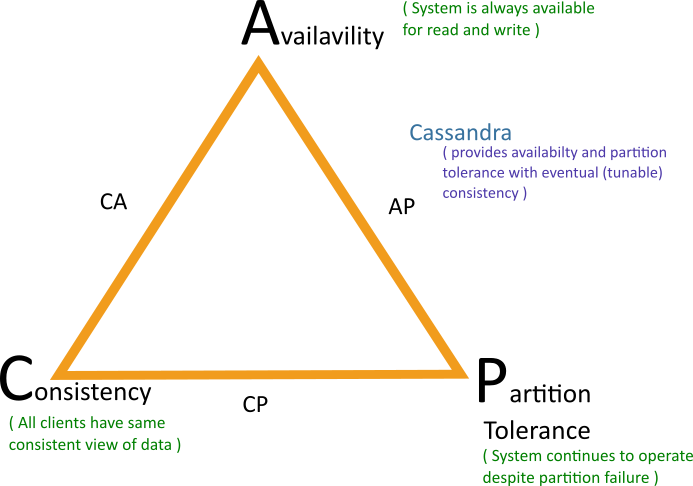 Availavility
( System is always available
for read and write )
Cassandra
( provides availabilty and partition
tolerance with eventual (tunable)
consistency )
CA
AP
Consistency
( All clients have same
consistent view of data )
CP
Partition
Tolerance
( System continues to operate
despite partition failure )